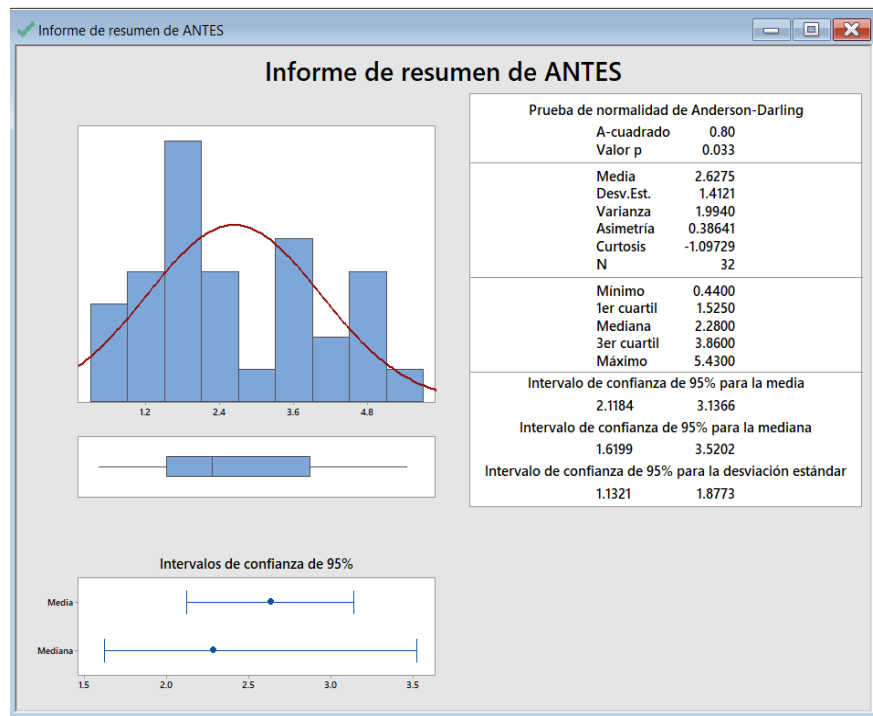 Informe de resumen de ANTES
Informe de resumen de ANTES
1.2 2.4 3.6 4.8
Prueba de normalidad de Anderson-Darling
A-cuadrado 0.80
Valor p 0.033
Media 2.6275
Desv.Est. 1.4121
Varianza 1.9940
Asimetría 0.38641
Curtosis -1.09729
N 32
Mínimo 0.4400
1er cuartil 1.5250
Mediana 2.2800
3er cuartil 3.8600
Máximo 5.4300
Intervalo de confianza de 95% para la media
2.1184 3.1366
Intervalo de confianza de 95% para la mediana
1.6199 3.5202
Intervalo de confianza de 95% para la desviación estándar
1.1321 1.8773
Intervalos de confianza de 95%
Media
Mediana
1.5 2.0 2.5 3.0 3.5